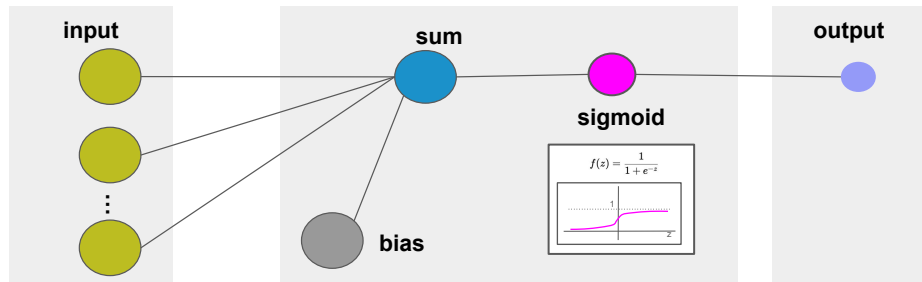 input
sum
output
sigmoid
⋮
bias
f(z) = 1 / (1 + e^{-z})
1
z